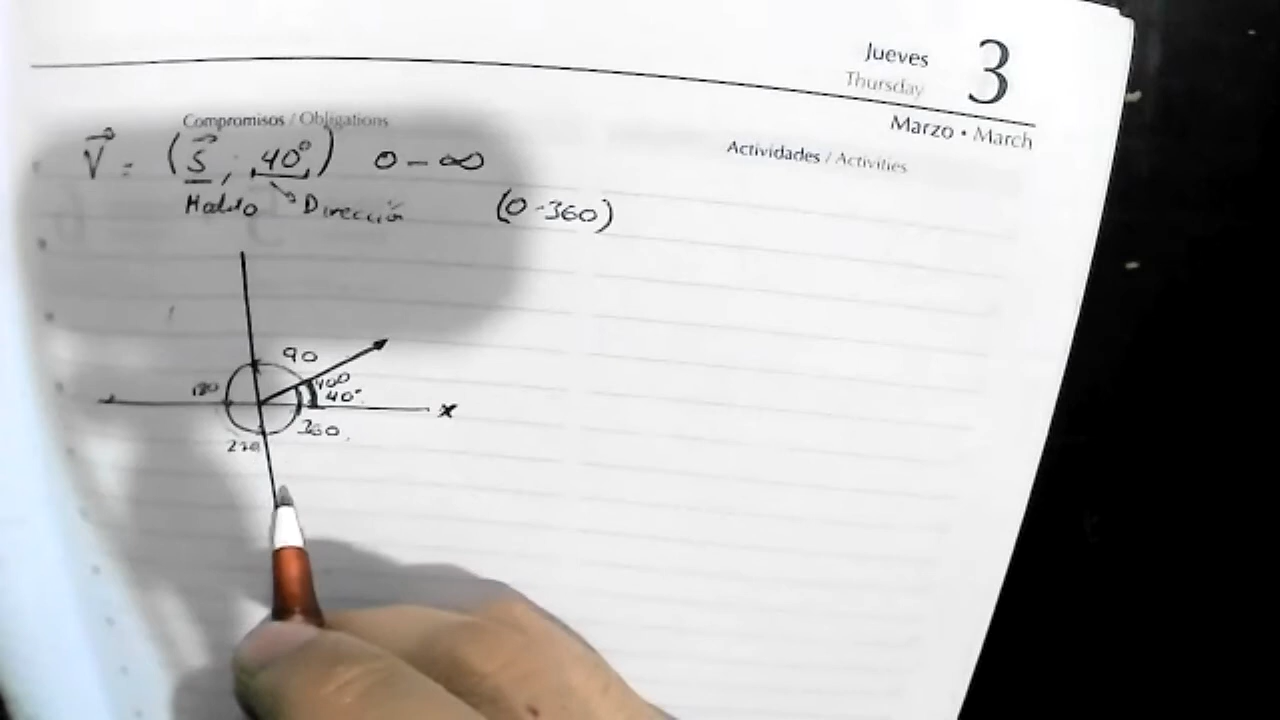 Jueves 3
Thursday
Marzo • March
Compromisos / Obligations
Actividades / Activities
V = (S ; 40°) 0 - ∞
Modulo Dirección (0-360)
90
180
40°
x
360
270